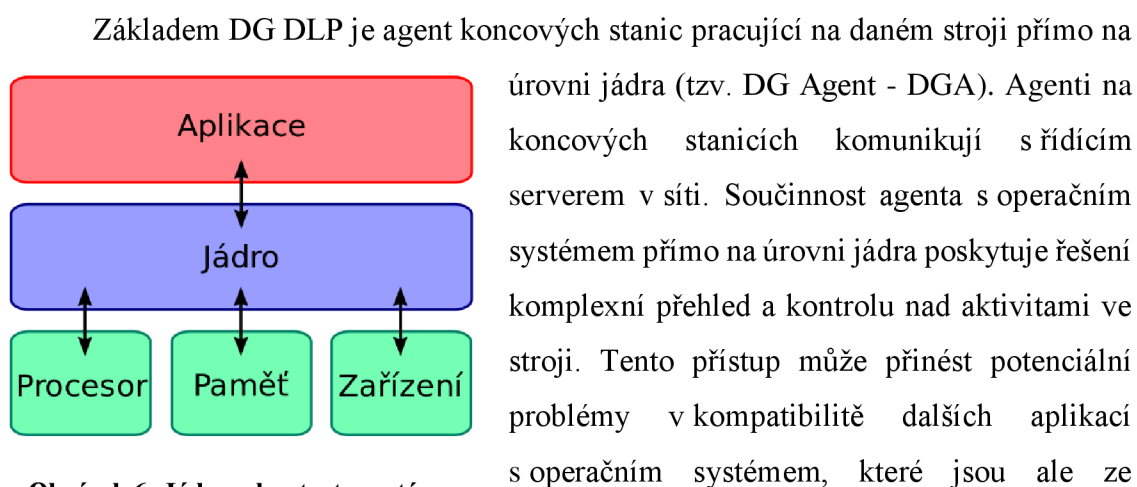 Základem DG DLP je agent koncových stanic pracující na daném stroji přímo na
úrovni jádra (tzv. DG Agent - DGA). Agenti na
koncových stanicích komunikují s řídícím
serverem v síti. Součinnost agenta s operačním
systémem přímo na úrovni jádra poskytuje řešení
komplexní přehled a kontrolu nad aktivitami ve
stroji. Tento přístup může přinést potenciální
problémy v kompatibilitě dalších aplikací
s operačním systémem, které jsou ale ze
Aplikace
Jádro
Procesor
Paměť
Zařízení